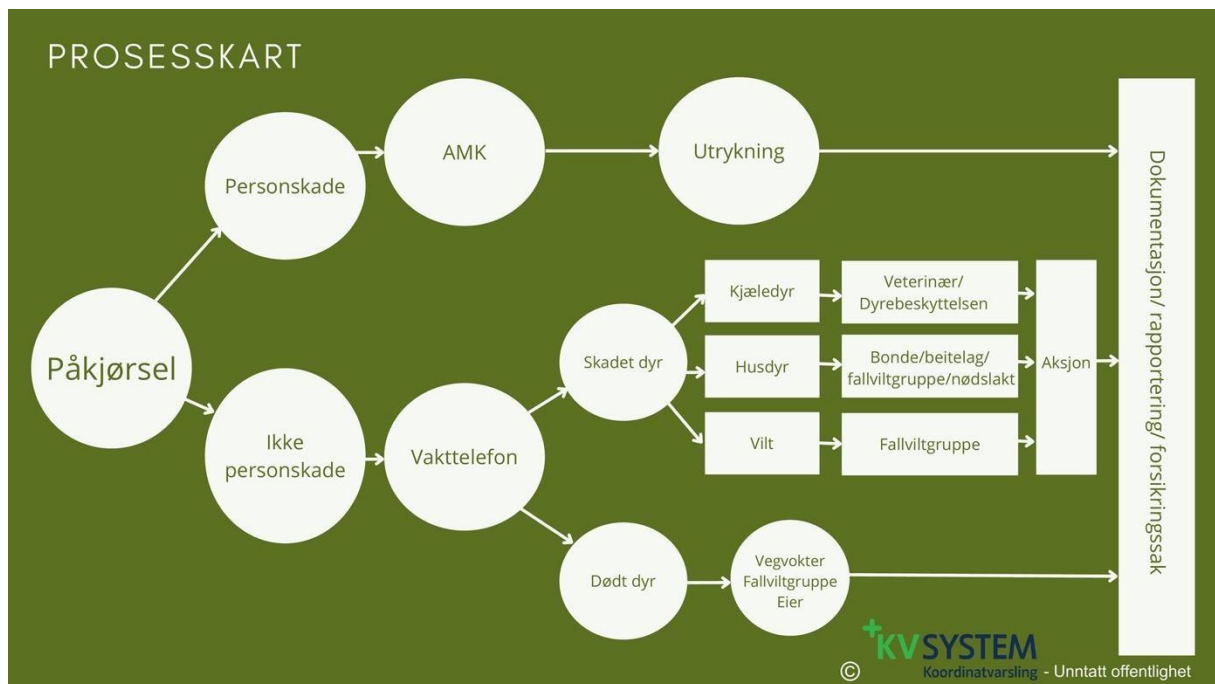 PROSESSKART
Påkjørsel
Personskade
AMK
Utrykning
Ikke
personskade
Vakttelefon
Skadet dyr
Kjæledyr
Veterinær/
Dyrebeskyttelsen
Husdyr
Bonde/beitelag/
fallviltgruppe/nødslakt
Vilt
Fallviltgruppe
Aksjon
Dødt dyr
Vegvokter
Fallviltgruppe
Eier
Dokumentasjon/ rapportering/ forsikringssak
+KVSYSTEM
© Koordinatvarsling - Unntatt offentlighet